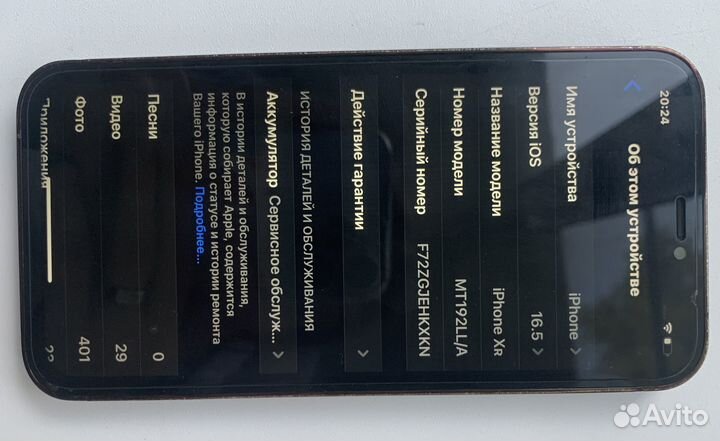 20:24
Об этом устройстве
Имя устройства iPhone
Версия iOS 16.5
Название модели iPhone XR
Номер модели MT192LL/A
Серийный номер F72ZGJEHKXKN
Действие гарантии
ИСТОРИЯ ДЕТАЛЕЙ И ОБСЛУЖИВАНИЯ
Аккумулятор Сервисное обслуж...
В истории деталей и обслуживания,
которую собирает Apple, содержится
информация о статусе и истории ремонта
Вашего iPhone. Подробнее...
Песни 0
Видео 29
Фото 401
Приложения
Avito